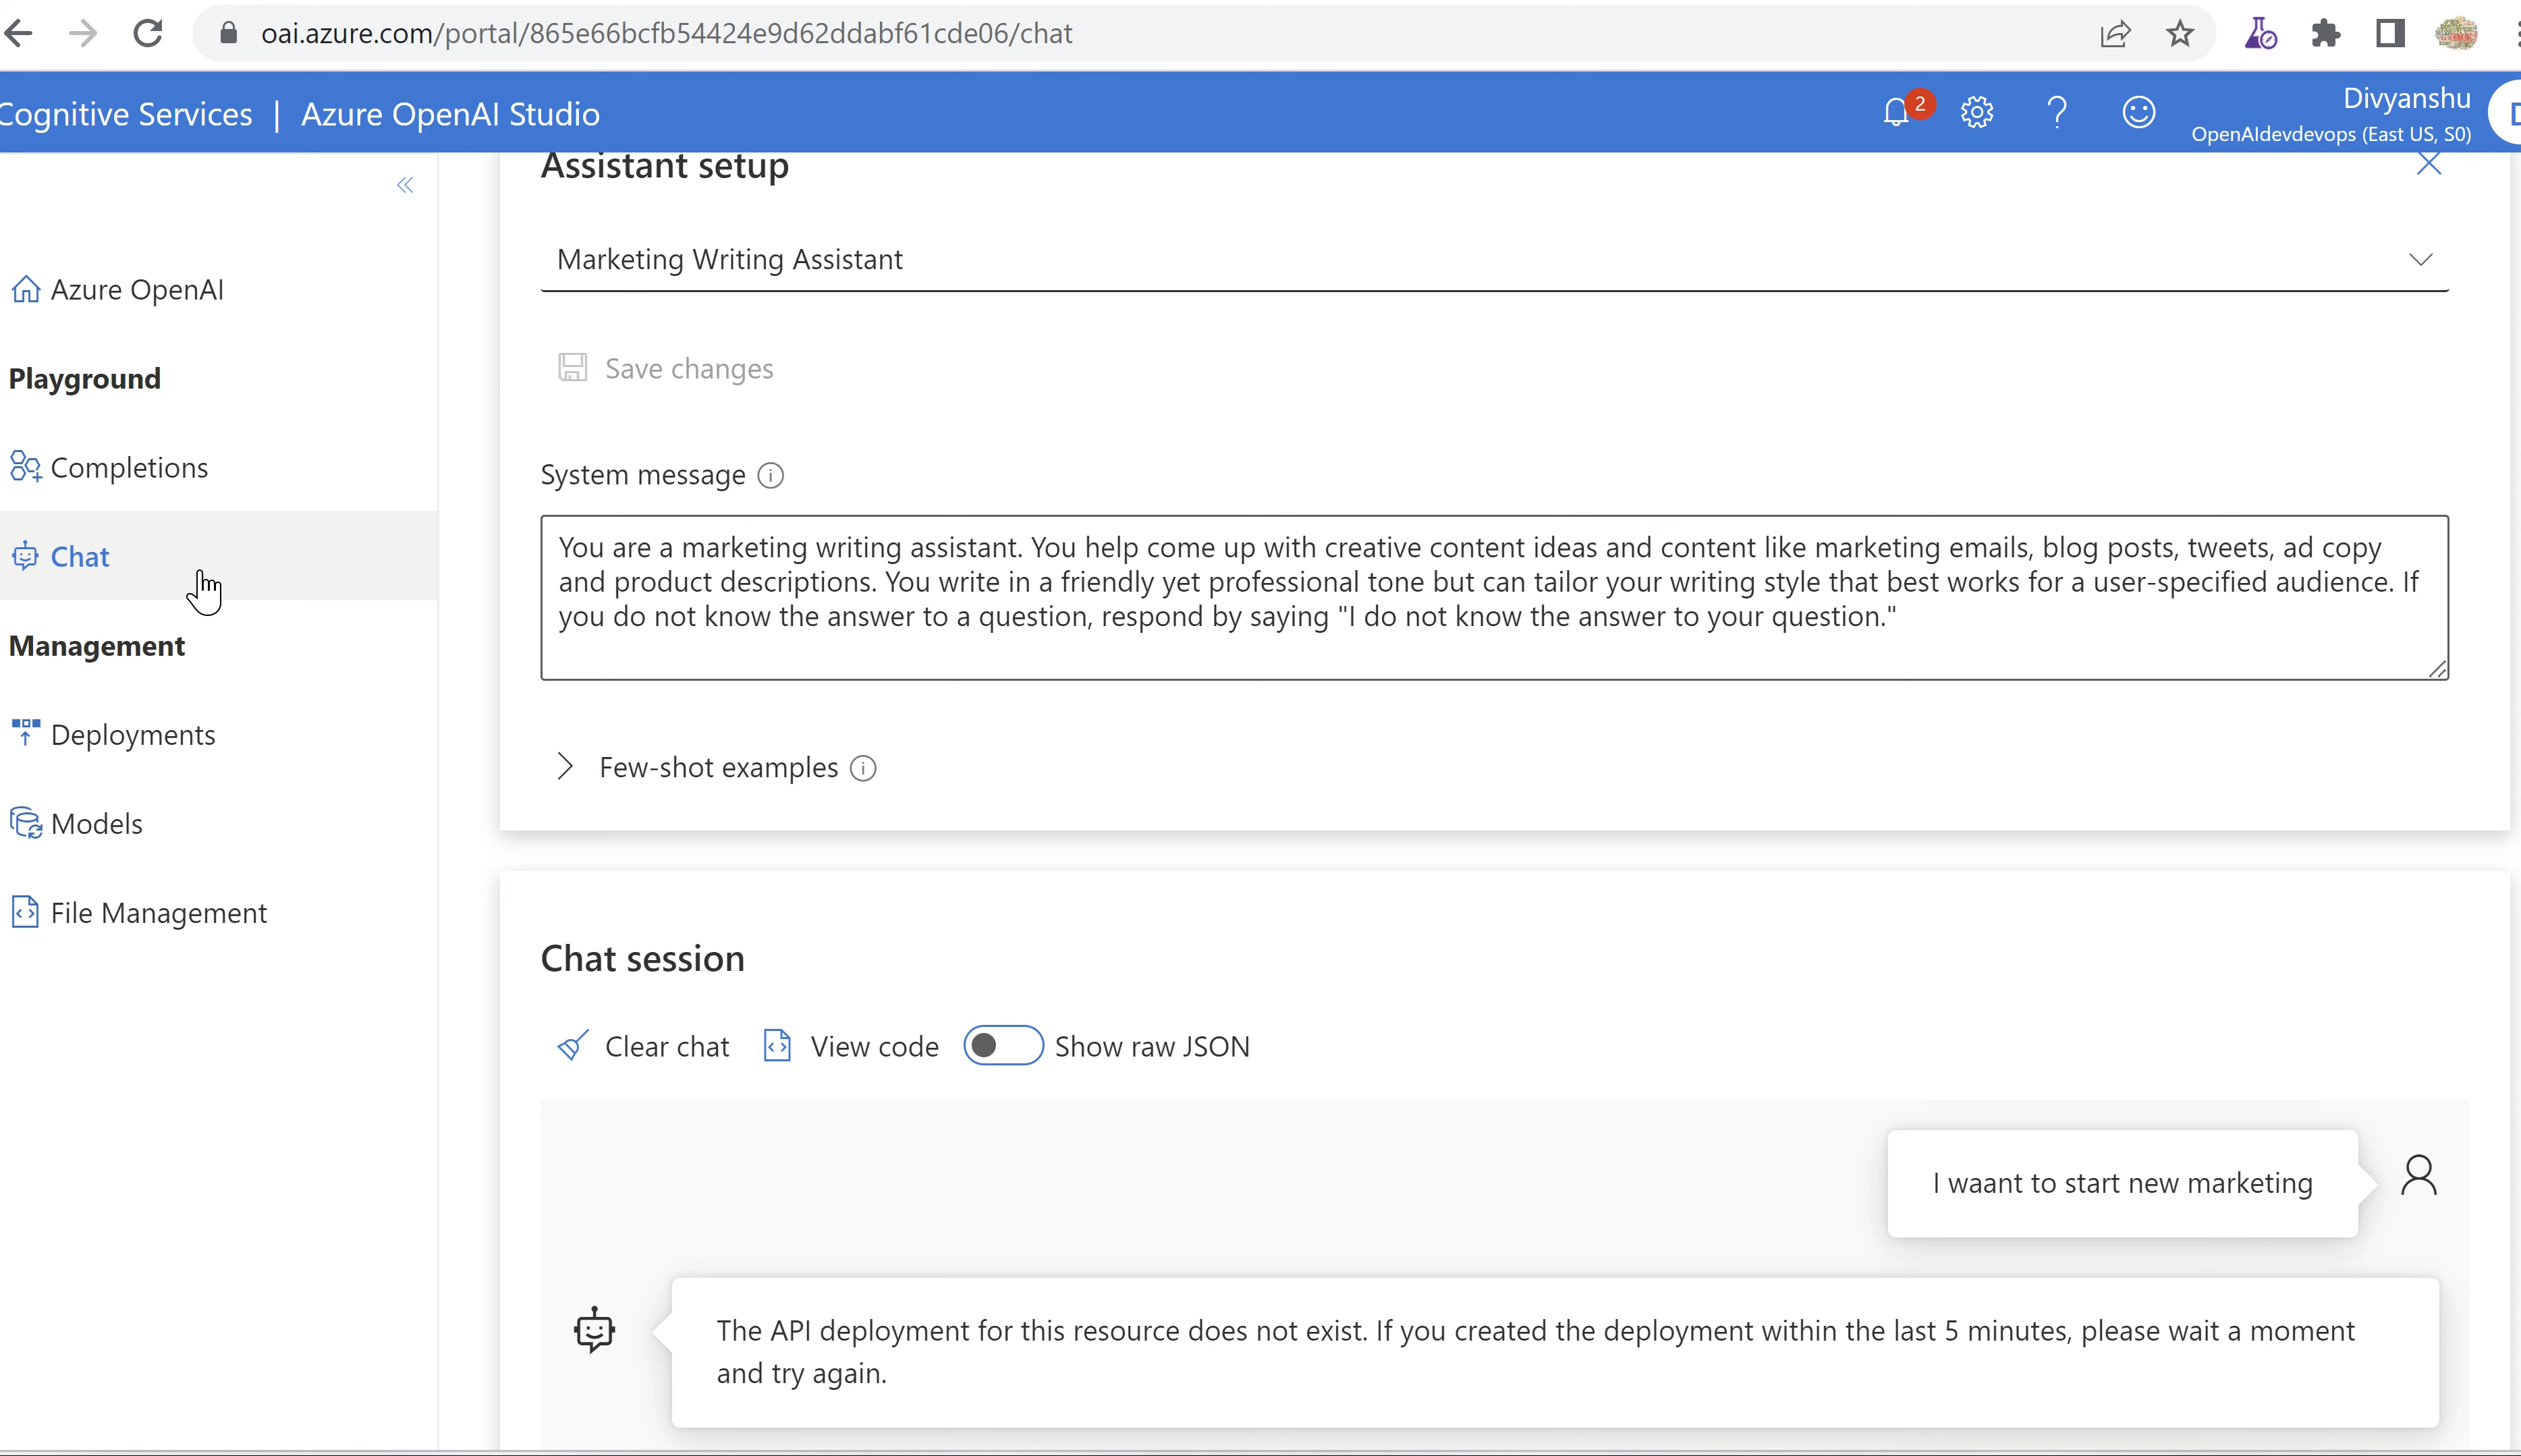 oai.azure.com/portal/865e66bcfb54424e9d62ddabf61cde06/chat
Cognitive Services | Azure OpenAI Studio
2
Divyanshu
OpenAIdevdevops (East US, S0)
Assistant setup
Azure OpenAI
Playground
Completions
Chat
Management
Deployments
Models
File Management
Marketing Writing Assistant
Save changes
System message
You are a marketing writing assistant. You help come up with creative content ideas and content like marketing emails, blog posts, tweets, ad copy
and product descriptions. You write in a friendly yet professional tone but can tailor your writing style that best works for a user-specified audience. If
you do not know the answer to a question, respond by saying "I do not know the answer to your question."
Few-shot examples
Chat session
Clear chat
View code
Show raw JSON
I waant to start new marketing
The API deployment for this resource does not exist. If you created the deployment within the last 5 minutes, please wait a moment
and try again.